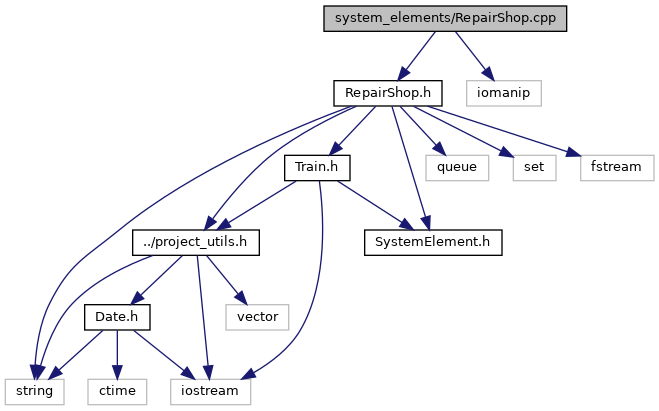 system_elements/RepairShop.cpp
RepairShop.h
iomanip
Train.h
queue
set
fstream
../project_utils.h
SystemElement.h
Date.h
vector
string
ctime
iostream